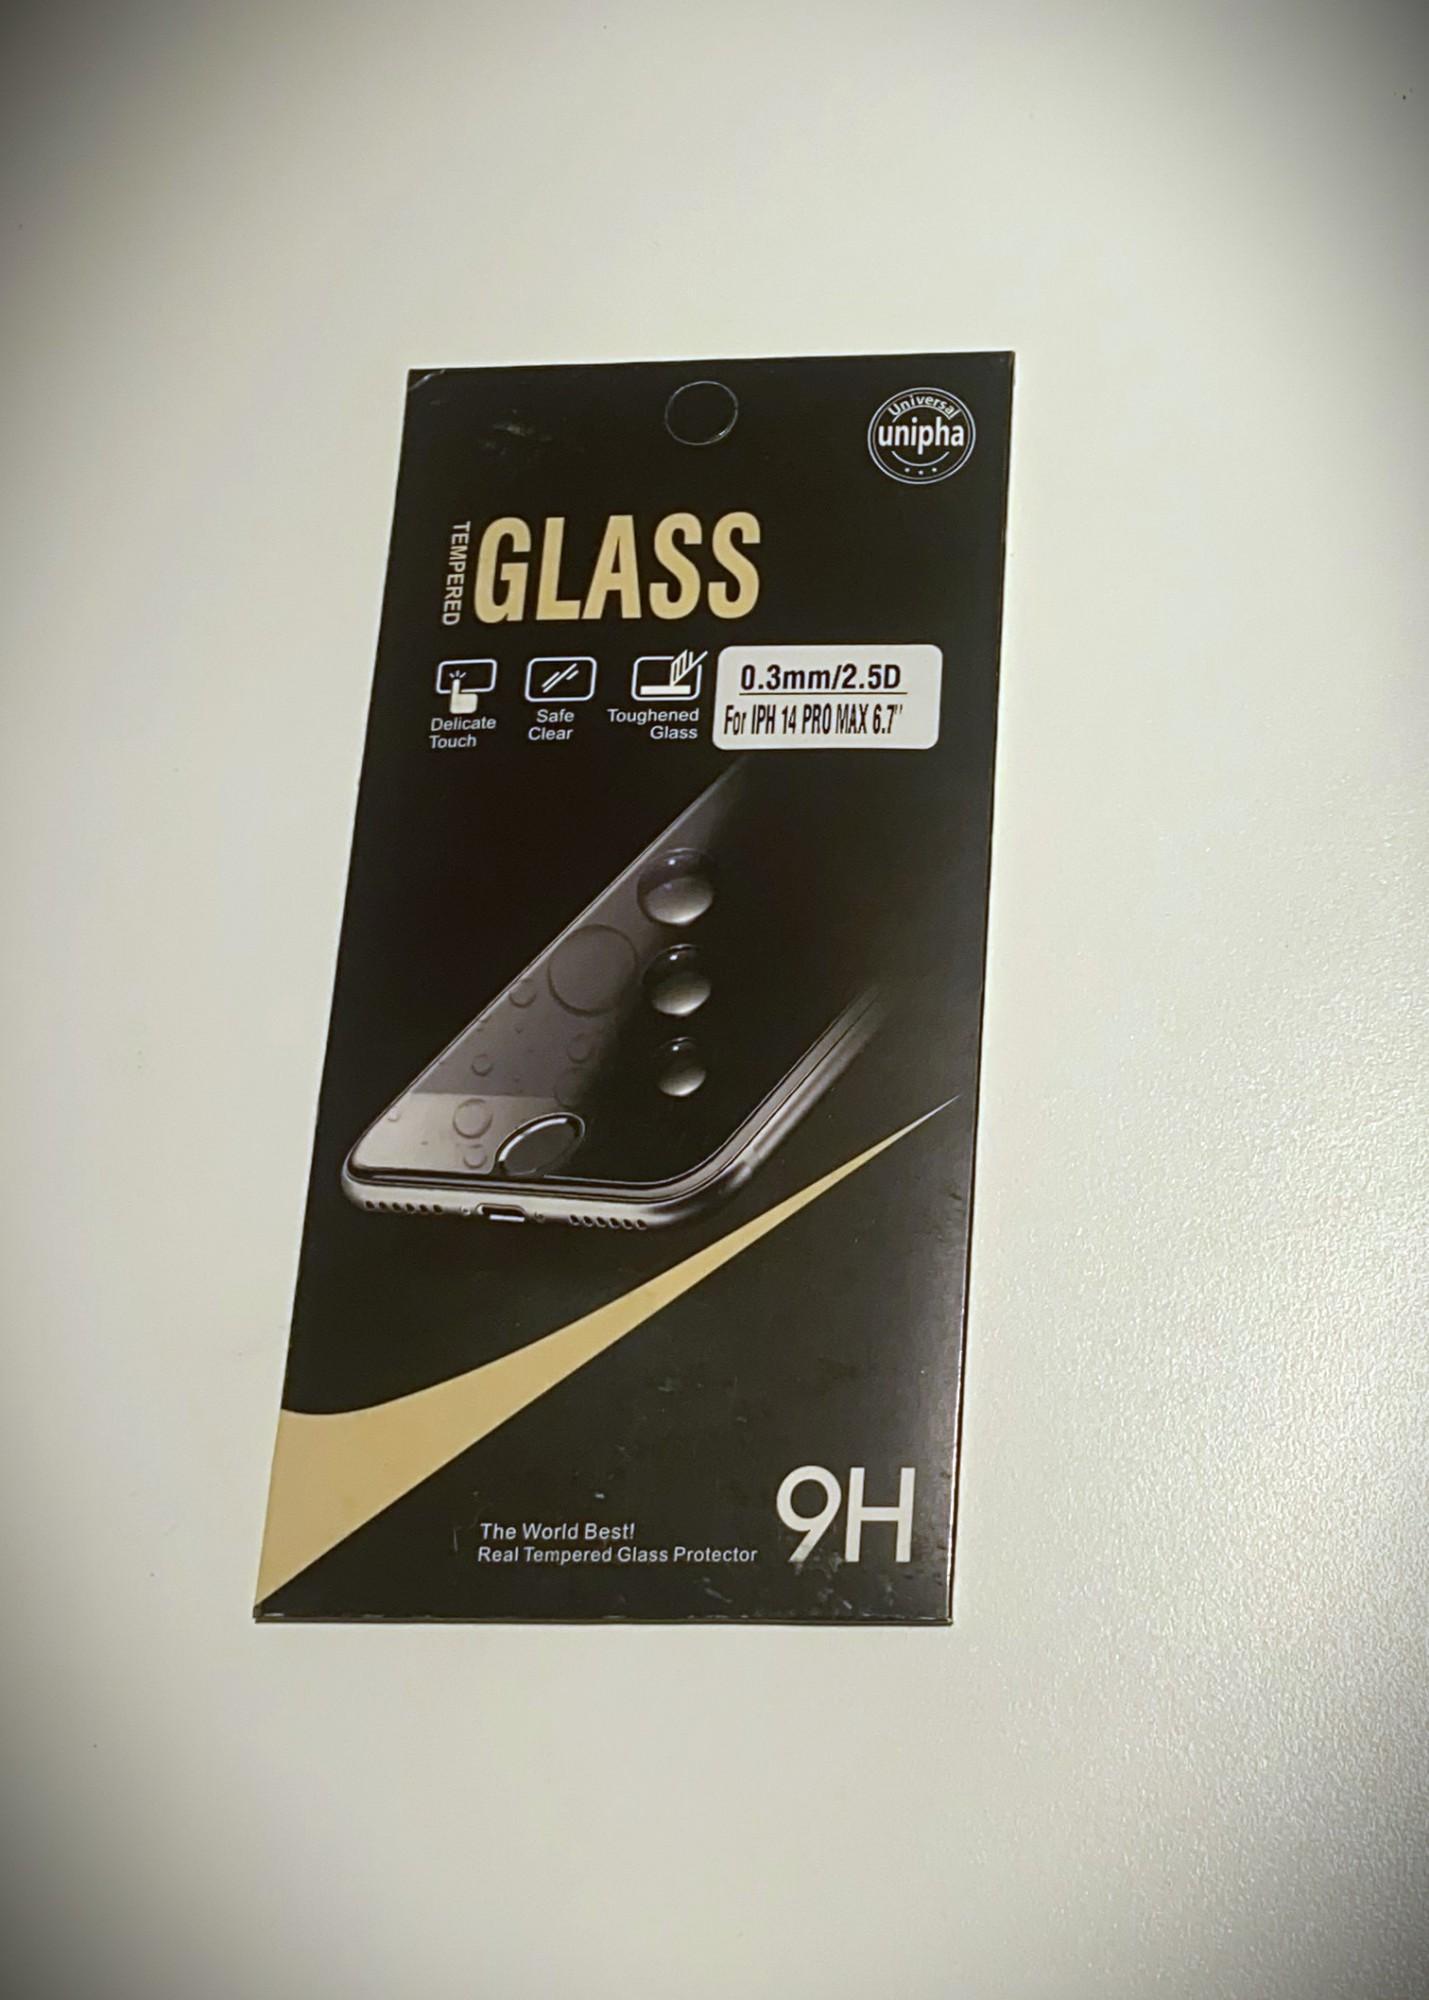 Universal
unipha
TEMPERED
GLASS
Delicate
Touch
Safe
Clear
Toughened
Glass
0.3mm/2.5D
For IPH 14 PRO MAX 6.7"
The World Best!
Real Tempered Glass Protector
9H